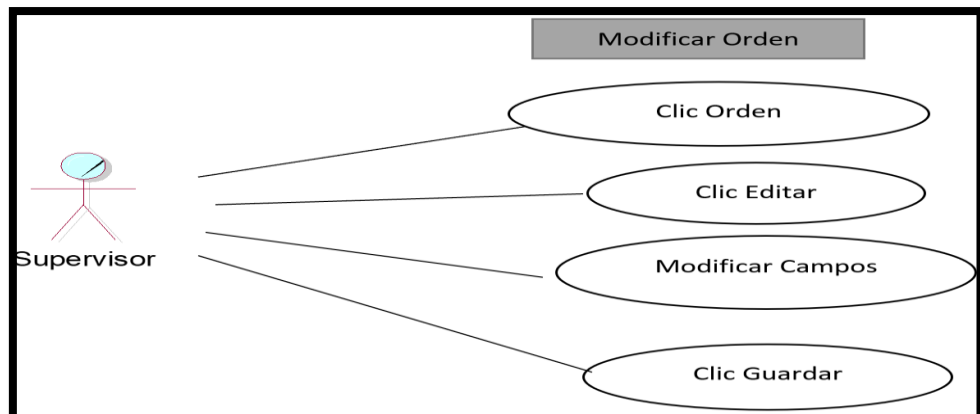 Modificar Orden
Clic Orden
Clic Editar
Modificar Campos
Clic Guardar
Supervisor